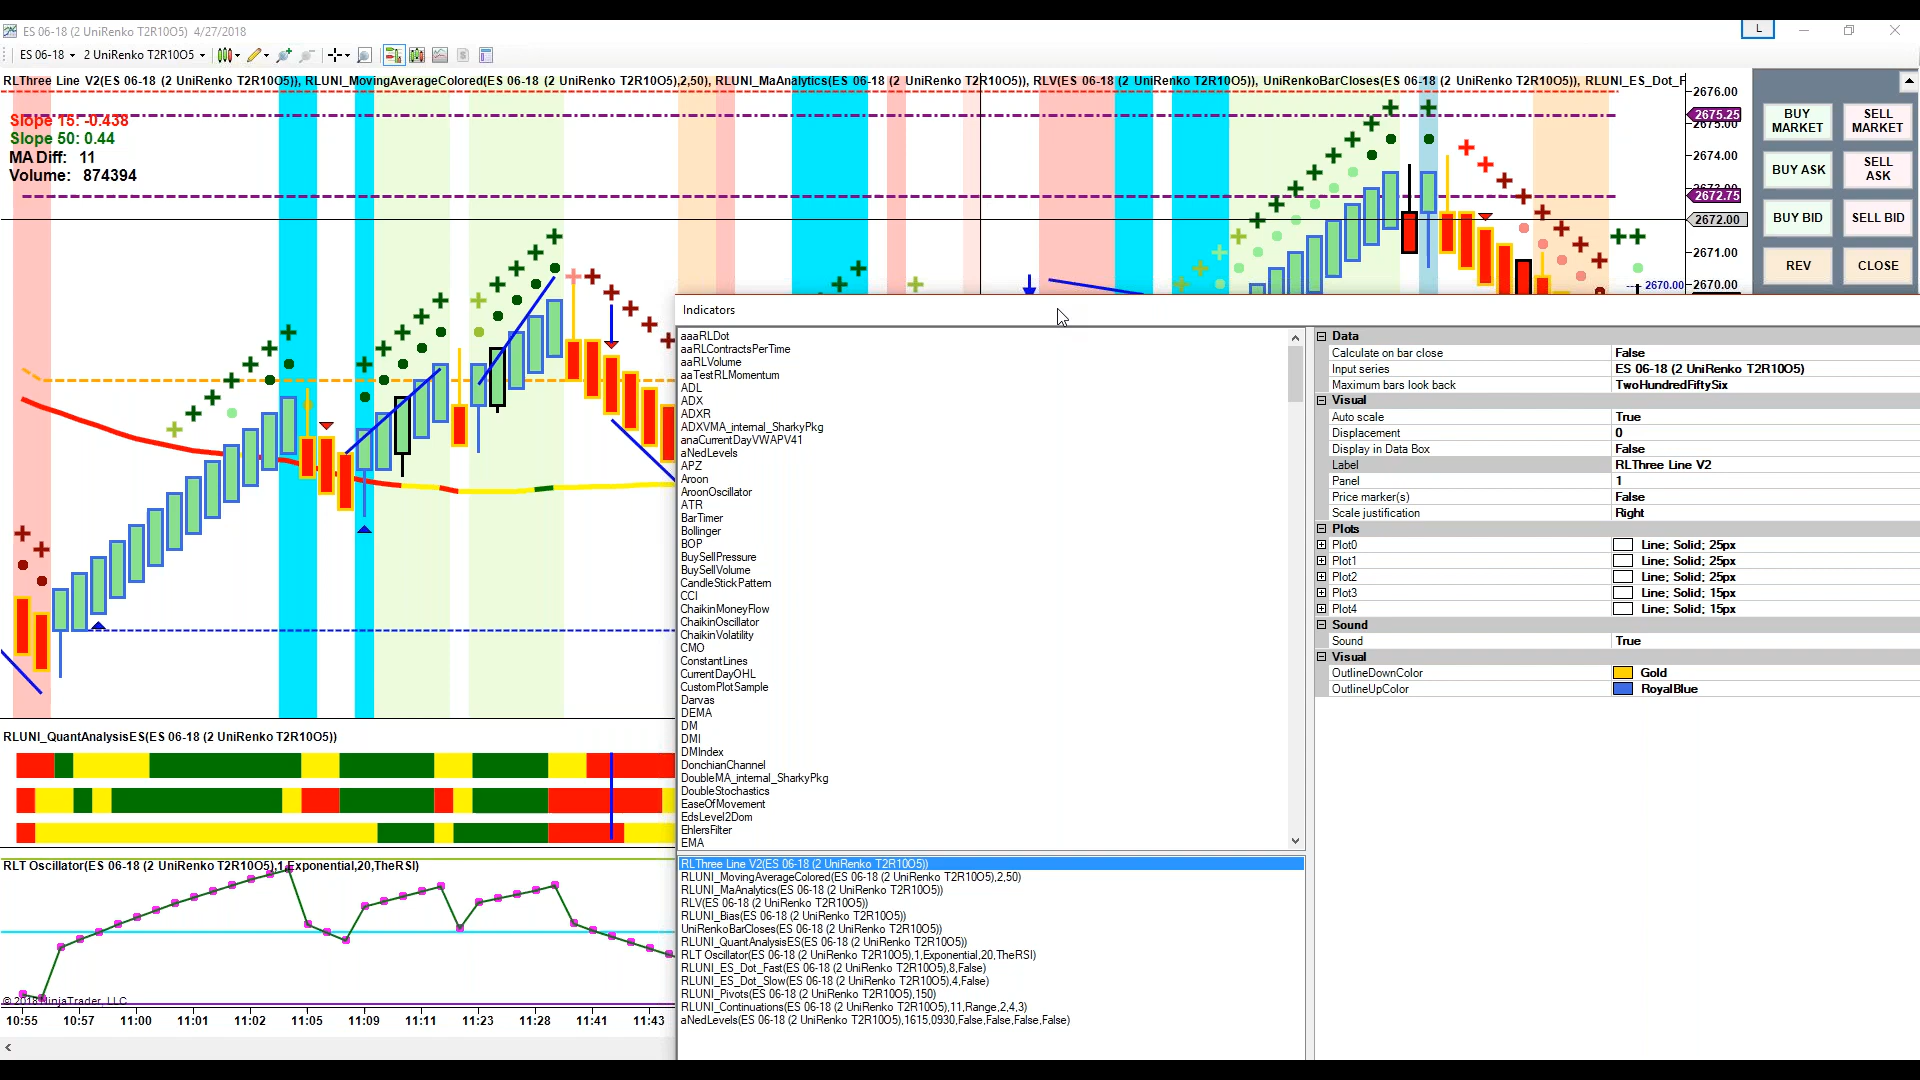 ES 06-18 (2 UniRenko T2R10O5) 4/27/2018
L
ES 06-18 2 UniRenko T2R10O5
RLThree Line V2(ES 06-18 (2 UniRenko T2R10O5)), RLUNI_MovingAverageColored(ES 06-18 (2 UniRenko T2R10O5),2,50), RLUNI_MaAnalytics(ES 06-18 (2 UniRenko T2R10O5)), RLV(ES 06-18 (2 UniRenko T2R10O5)), UniRenkoBarCloses(ES 06-18 (2 UniRenko T2R10O5)), RLUNI_ES_Dot_F
Slope 15: -0.438
Slope 50: 0.44
MA Diff: 11
Volume: 874394
2676.00
2675.25
2675.00
2674.00
2672.75
2672.00
2671.00
2670.00
2670.00
BUY MARKET
SELL MARKET
BUY ASK
SELL ASK
BUY BID
SELL BID
REV
CLOSE
Indicators
aaaRLDot
aaRLContractsPerTime
aaRLVolume
aaTestRLMomentum
ADL
ADX
ADXR
ADXVMA_internal_SharkyPkg
anaCurrentDayVWAPV41
aNedLevels
APZ
Aroon
AroonOscillator
ATR
BarTimer
Bollinger
BOP
BuySellPressure
BuySellVolume
CandleStickPattern
CCI
ChaikinMoneyFlow
ChaikinOscillator
ChaikinVolatility
CMO
ConstantLines
CurrentDayOHL
CustomPlotSample
Darvas
DEMA
DM
DMI
DMIndex
DonchianChannel
DoubleMA_internal_SharkyPkg
DoubleStochastics
EaseOfMovement
EdsLevel2Dom
EhlersFilter
EMA
RLThree Line V2(ES 06-18 (2 UniRenko T2R10O5))
RLUNI_MovingAverageColored(ES 06-18 (2 UniRenko T2R10O5),2,50)
RLUNI_MaAnalytics(ES 06-18 (2 UniRenko T2R10O5))
RLV(ES 06-18 (2 UniRenko T2R10O5))
RLUNI_Bias(ES 06-18 (2 UniRenko T2R10O5))
UniRenkoBarCloses(ES 06-18 (2 UniRenko T2R10O5))
RLUNI_QuantAnalysisES(ES 06-18 (2 UniRenko T2R10O5))
RLT Oscillator(ES 06-18 (2 UniRenko T2R10O5),1,Exponential,20,TheRSI)
RLUNI_ES_Dot_Fast(ES 06-18 (2 UniRenko T2R10O5),8,False)
RLUNI_ES_Dot_Slow(ES 06-18 (2 UniRenko T2R10O5),4,False)
RLUNI_Pivots(ES 06-18 (2 UniRenko T2R10O5),150)
RLUNI_Continuations(ES 06-18 (2 UniRenko T2R10O5),11,Range,2,4,3)
aNedLevels(ES 06-18 (2 UniRenko T2R10O5),1615,0930,False,False,False,False)
Data
Calculate on bar close False
Input series ES 06-18 (2 UniRenko T2R10O5)
Maximum bars look back TwoHundredFiftySix
Visual
Auto scale True
Displacement 0
Display in Data Box False
Label RLThree Line V2
Panel 1
Price marker(s) False
Scale justification Right
Plots
Plot0 Line; Solid; 25px
Plot1 Line; Solid; 25px
Plot2 Line; Solid; 25px
Plot3 Line; Solid; 15px
Plot4 Line; Solid; 15px
Sound
Sound True
Visual
OutlineDownColor Gold
OutlineUpColor RoyalBlue
RLUNI_QuantAnalysisES(ES 06-18 (2 UniRenko T2R10O5))
RLT Oscillator(ES 06-18 (2 UniRenko T2R10O5),1,Exponential,20,TheRSI)
© 2018 NinjaTrader, LLC
10:55 10:57 11:00 11:01 11:02 11:05 11:09 11:11 11:23 11:28 11:41 11:43